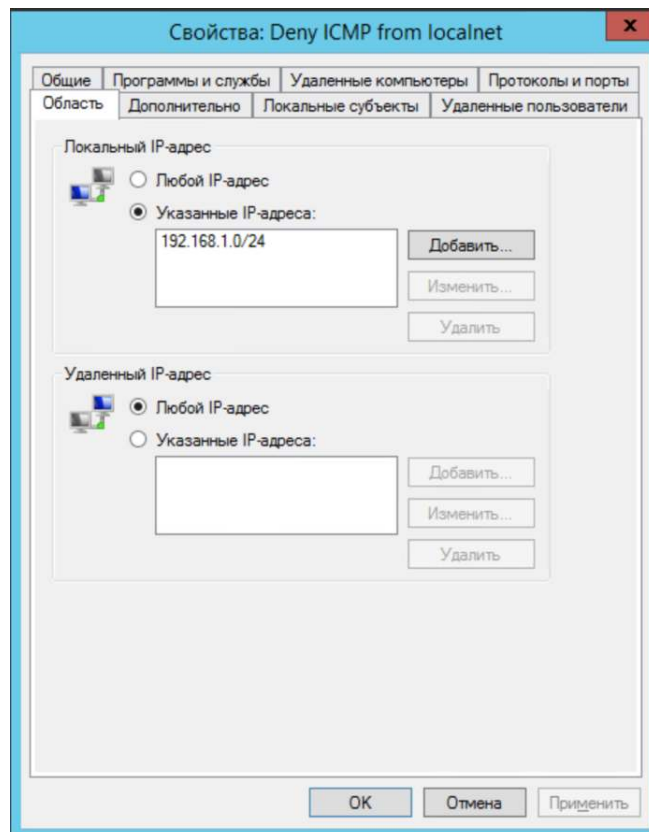 Свойства: Deny ICMP from localnet
x
Общие Программы и службы Удаленные компьютеры Протоколы и порты
Область Дополнительно Локальные субъекты Удаленные пользователи
Локальный IP-адрес
Любой IP-адрес
Указанные IP-адреса:
192.168.1.0/24
Добавить...
Изменить...
Удалить
Удаленный IP-адрес
Любой IP-адрес
Указанные IP-адреса:
Добавить...
Изменить...
Удалить
OK Отмена Применить